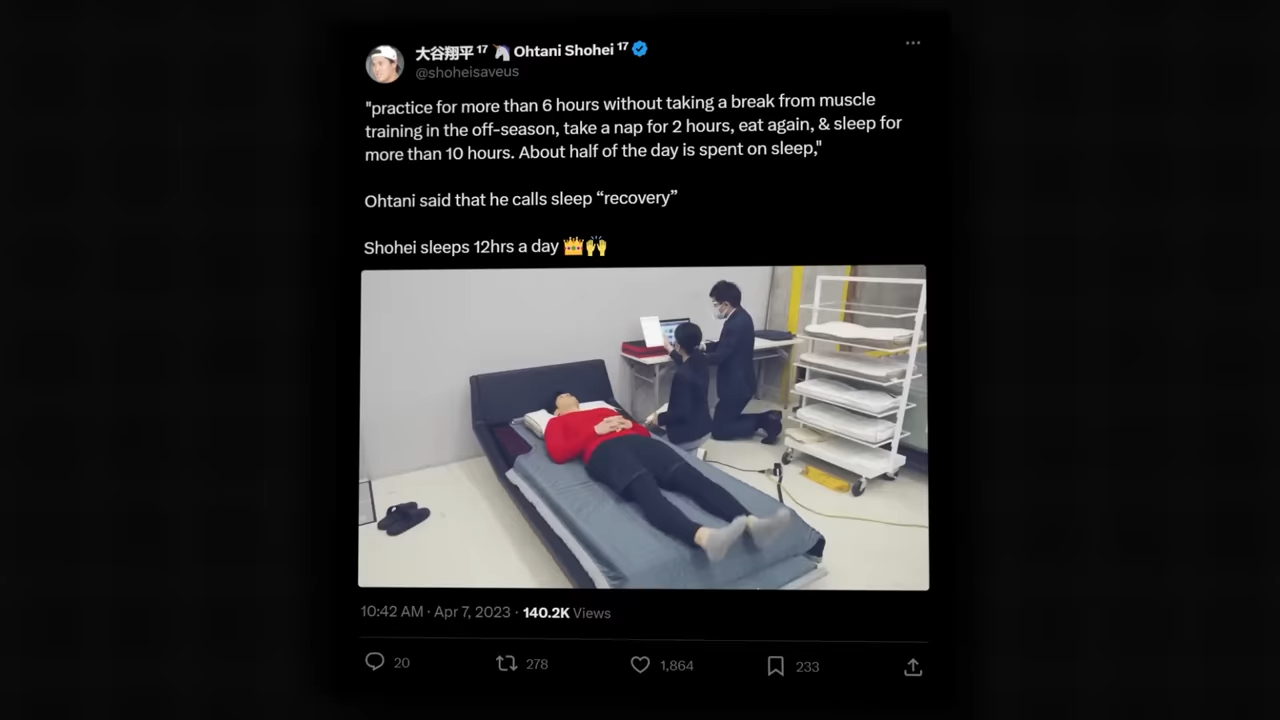 大谷翔平¹⁷🦄 Ohtani Shohei¹⁷
@shoheisaveus
"practice for more than 6 hours without taking a break from muscle
training in the off-season, take a nap for 2 hours, eat again, & sleep for
more than 10 hours. About half of the day is spent on sleep,"
Ohtani said that he calls sleep “recovery”
Shohei sleeps 12hrs a day 👑🙌
10:42 AM · Apr 7, 2023 · 140.2K Views
20 278 1,864 233